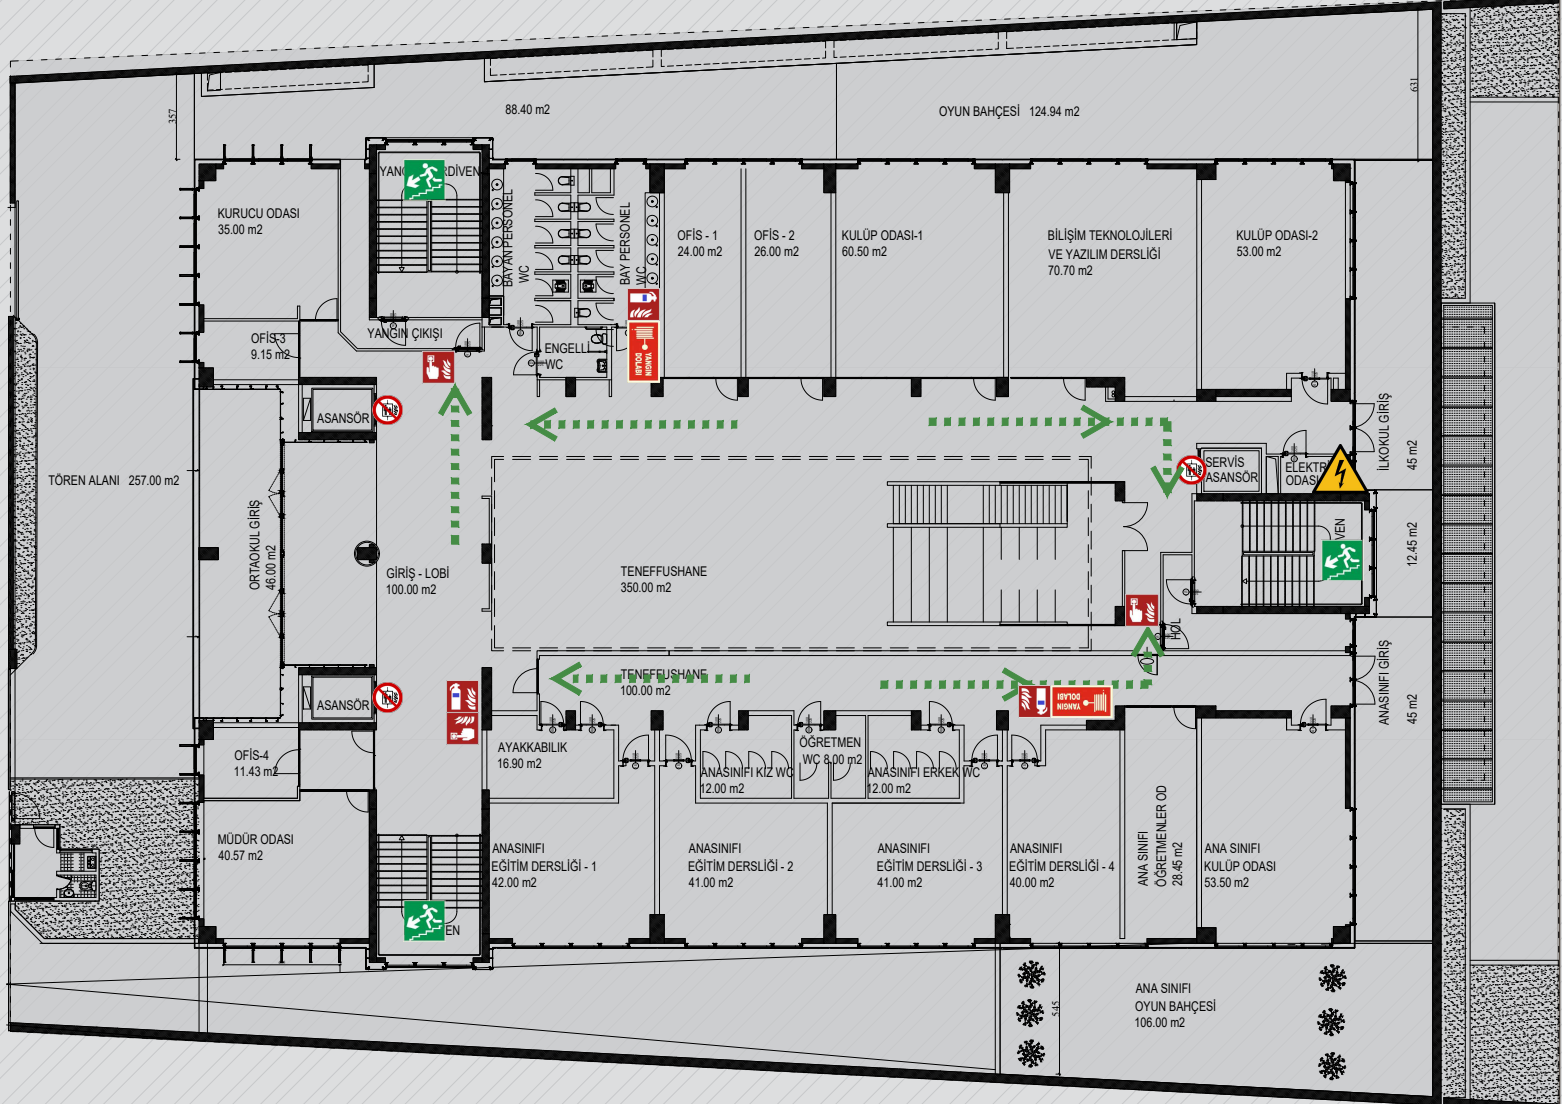 357
88.40 m2
OYUN BAHÇESİ 124.94 m2
631
KURUCU ODASI
35.00 m2
BAYAN PERSONEL
WC
BAY PERSONEL
WC
OFİS - 1
24.00 m2
OFİS - 2
26.00 m2
KULÜP ODASI-1
60.50 m2
BİLİŞİM TEKNOLOJİLERİ
VE YAZILIM DERSLİĞİ
70.70 m2
KULÜP ODASI-2
53.00 m2
OFİS-3
9.15 m2
YANGIN ÇIKIŞI
ENGELLİ
WC
YANGIN
DOLABI
ASANSÖR
TÖREN ALANI 257.00 m2
ORTAOKUL GİRİŞ
46.00 m2
GİRİŞ - LOBİ
100.00 m2
TENEFFUSHANE
350.00 m2
SERVİS
ASANSÖR
İLKOKUL GİRİŞ
45 m2
12.45 m2
HOL
ANASINIFI GİRİŞ
45 m2
TENEFFUSHANE
100.00 m2
YANGIN
DOLABI
ASANSÖR
OFİS-4
11.43 m2
AYAKKABILIK
16.90 m2
ANASINIFI KIZ WC
12.00 m2
ÖĞRETMEN
WC 8.00 m2
ANASINIFI ERKEK WC
12.00 m2
MÜDÜR ODASI
40.57 m2
ANASINIFI
EĞİTİM DERSLİĞİ - 1
42.00 m2
ANASINIFI
EĞİTİM DERSLİĞİ - 2
41.00 m2
ANASINIFI
EĞİTİM DERSLİĞİ - 3
41.00 m2
ANASINIFI
EĞİTİM DERSLİĞİ - 4
40.00 m2
ANA SINIFI
ÖĞRETMENLER OD
28.45 m2
ANA SINIFI
KULÜP ODASI
53.50 m2
545
ANA SINIFI
OYUN BAHÇESİ
106.00 m2